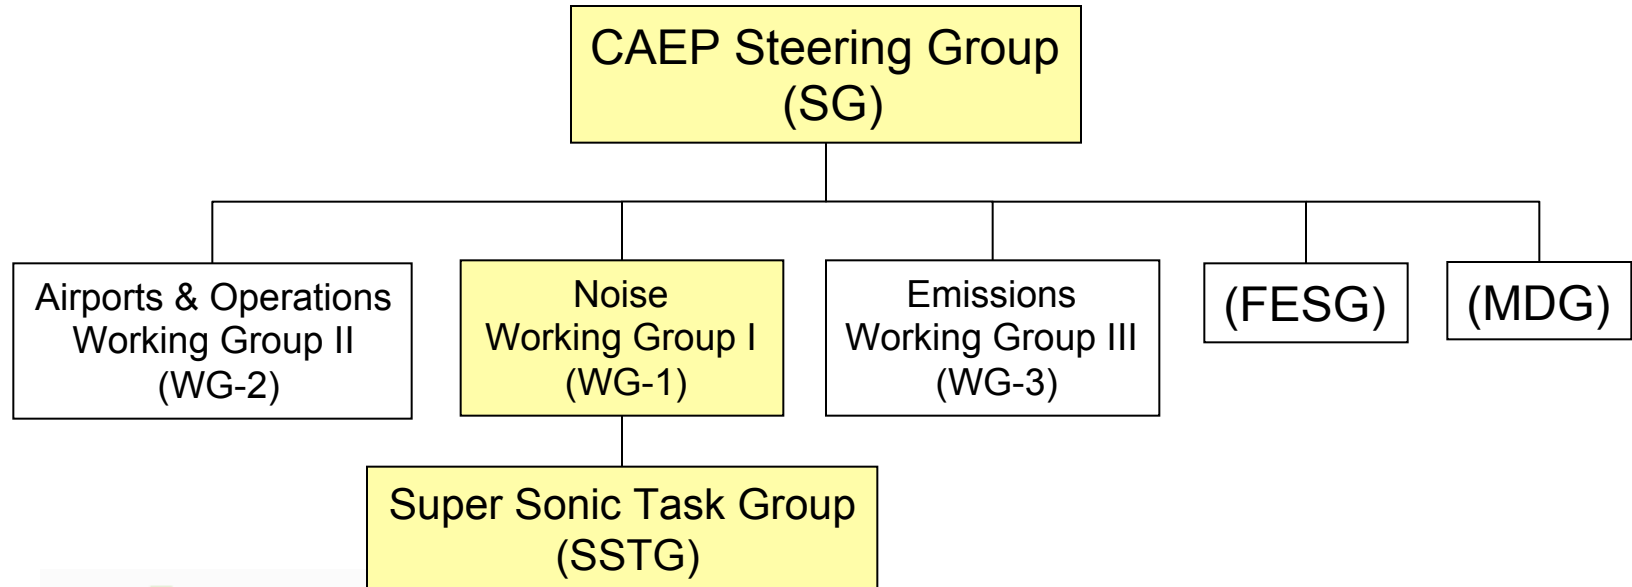 CAEP Steering Group
(SG)
Airports & Operations
Working Group II
(WG-2)
Noise
Working Group I
(WG-1)
Emissions
Working Group III
(WG-3)
(FESG)
(MDG)
Super Sonic Task Group
(SSTG)